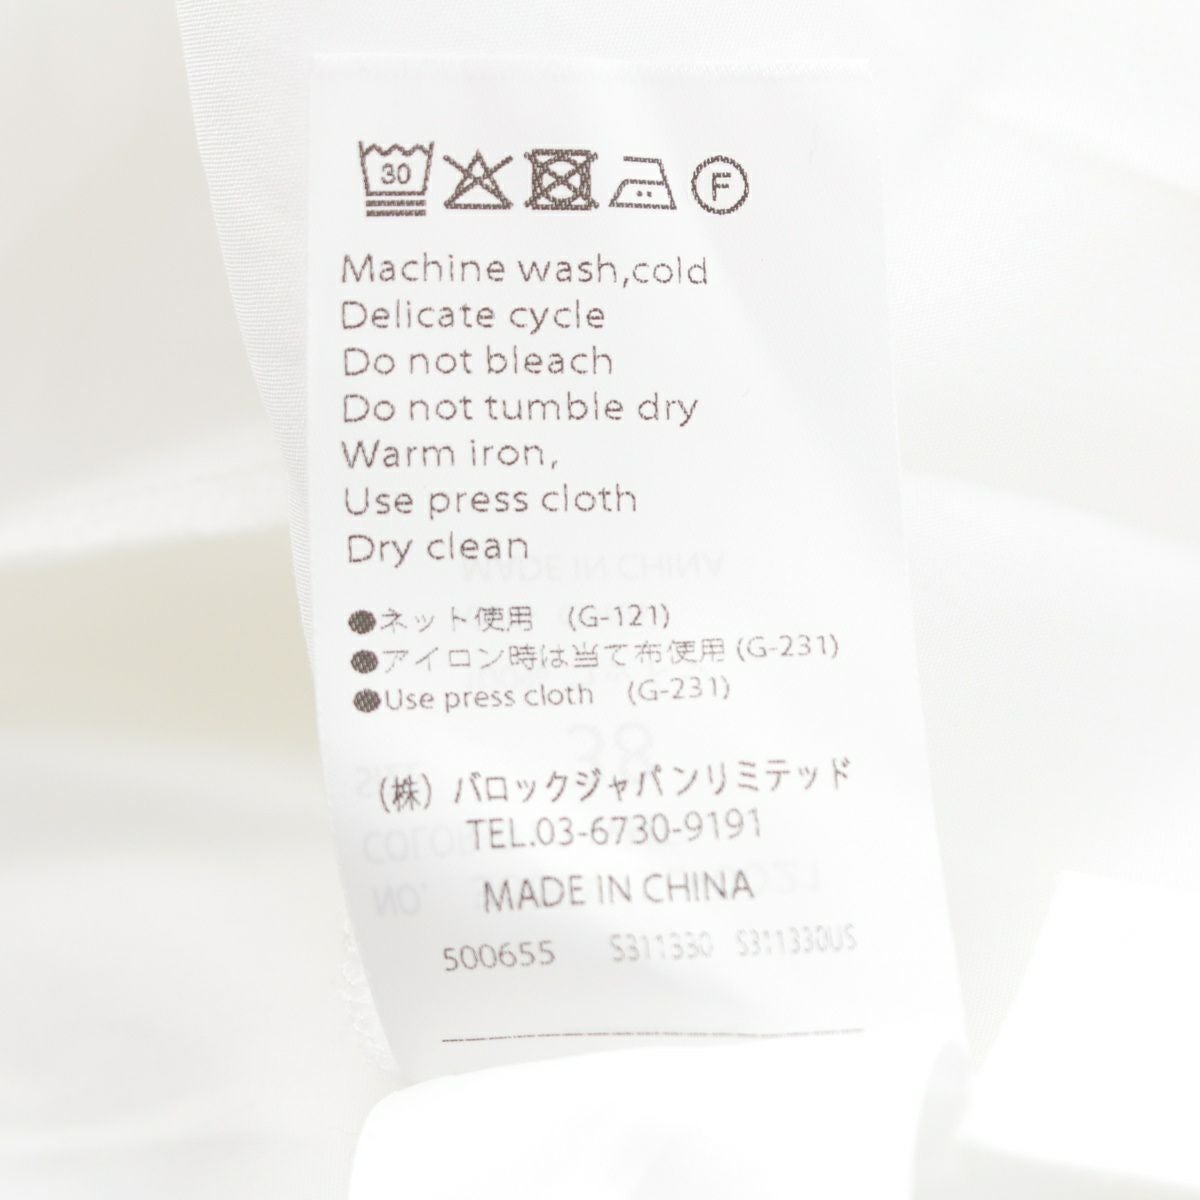 30 F
Machine wash,cold
Delicate cycle
Do not bleach
Do not tumble dry
Warm iron,
Use press cloth
Dry clean
●ネット使用 (G-121)
●アイロン時は当て布使用 (G-231)
●Use press cloth (G-231)
(株) バロックジャパンリミテッド
TEL.03-6730-9191
MADE IN CHINA
500655 S311330 S311330US